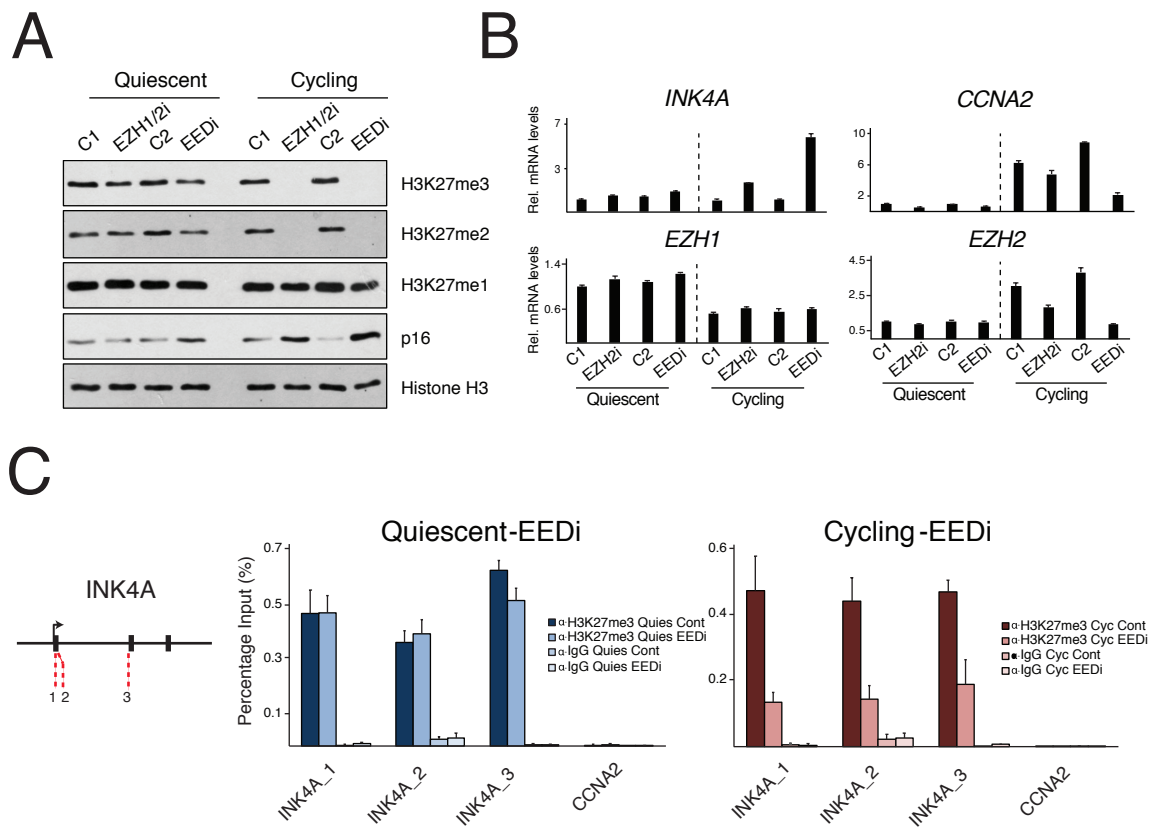 A
Quiescent Cycling
C1 EZH1/2i C2 EEDi C1 EZH1/2i C2 EEDi
H3K27me3
H3K27me2
H3K27me1
p16
Histone H3
B
INK4A
Rel. mRNA levels
7
3
CCNA2
10
6
2
EZH1
Rel. mRNA levels
1.4
0.6
C1 EZH2i C2 EEDi C1 EZH2i C2 EEDi
Quiescent Cycling
EZH2
4.5
2.5
0.5
C1 EZH2i C2 EEDi C1 EZH2i C2 EEDi
Quiescent Cycling
C
INK4A
1 2 3
Quiescent-EEDi
Percentage Input (%)
0.7
0.5
0.3
0.1
α-H3K27me3 Quies Cont
α-H3K27me3 Quies EEDi
α-IgG Quies Cont
α-IgG Quies EEDi
INK4A_1 INK4A_2 INK4A_3 CCNA2
Cycling-EEDi
0.6
0.4
0.2
α-H3K27me3 Cyc Cont
α-H3K27me3 Cyc EEDi
α-IgG Cyc Cont
α-IgG Cyc EEDi
INK4A_1 INK4A_2 INK4A_3 CCNA2